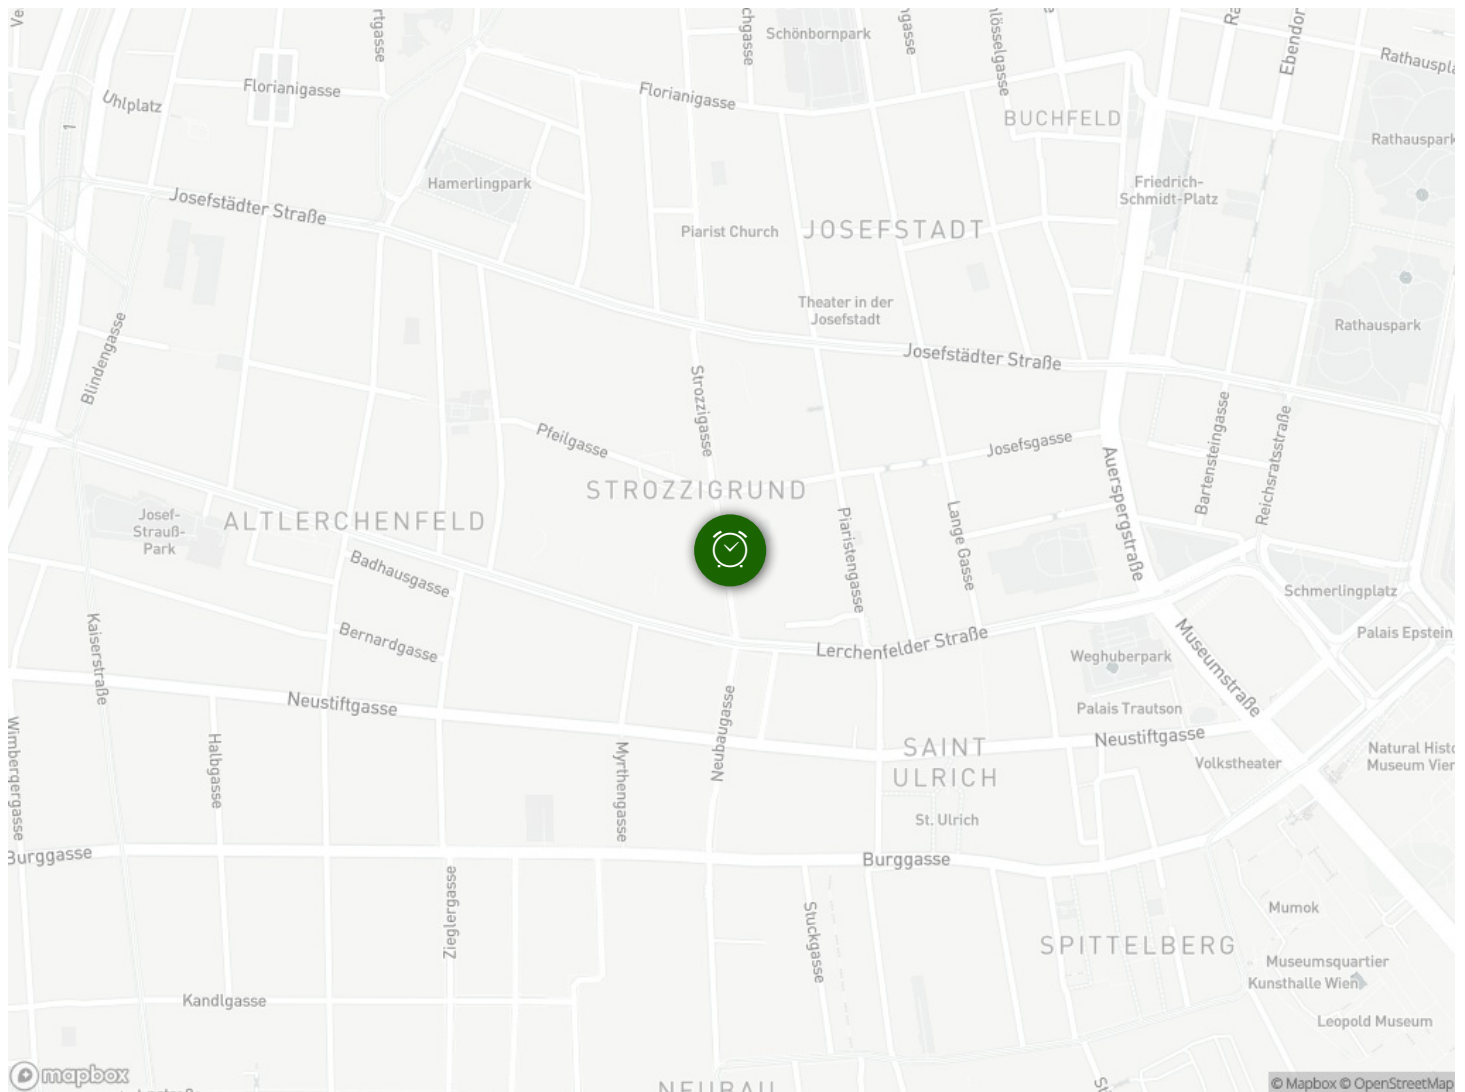 Schönbornpark
Florianigasse
Uhlplatz
Florianigasse
BUCHFELD
Rathauspark
Hamerlingpark
Friedrich-
Schmidt-Platz
Josefstädter Straße
Piarist Church
JOSEFSTADT
Theater in der
Josefstadt
Rathauspark
Blindengasse
Josefstädter Straße
Strozzigasse
Pfeilgasse
Josefsgasse
Bartensteingasse
Reichsratsstraße
Auerspergstraße
STROZZIGRUND
ALTLERCHENFELD
Josef-
Strauß-
Park
Piaristengasse
Lange Gasse
Badhausgasse
Schmerlingplatz
Kaiserstraße
Bernardgasse
Lerchenfelder Straße
Palais Epstein
Weghuberpark
Museumstraße
Neustiftgasse
Neubaugasse
Palais Trautson
Neustiftgasse
SAINT
ULRICH
Wimbergergasse
Halbgasse
Myrthengasse
Natural Histo
Museum Vien
Volkstheater
St. Ulrich
Burggasse
Burggasse
Zieglergasse
Stuckgasse
Mumok
SPITTELBERG
Museumsquartier
Kunsthalle Wien
Kandlgasse
Leopold Museum
mapbox
NEUBAU
© Mapbox © OpenStreetMap